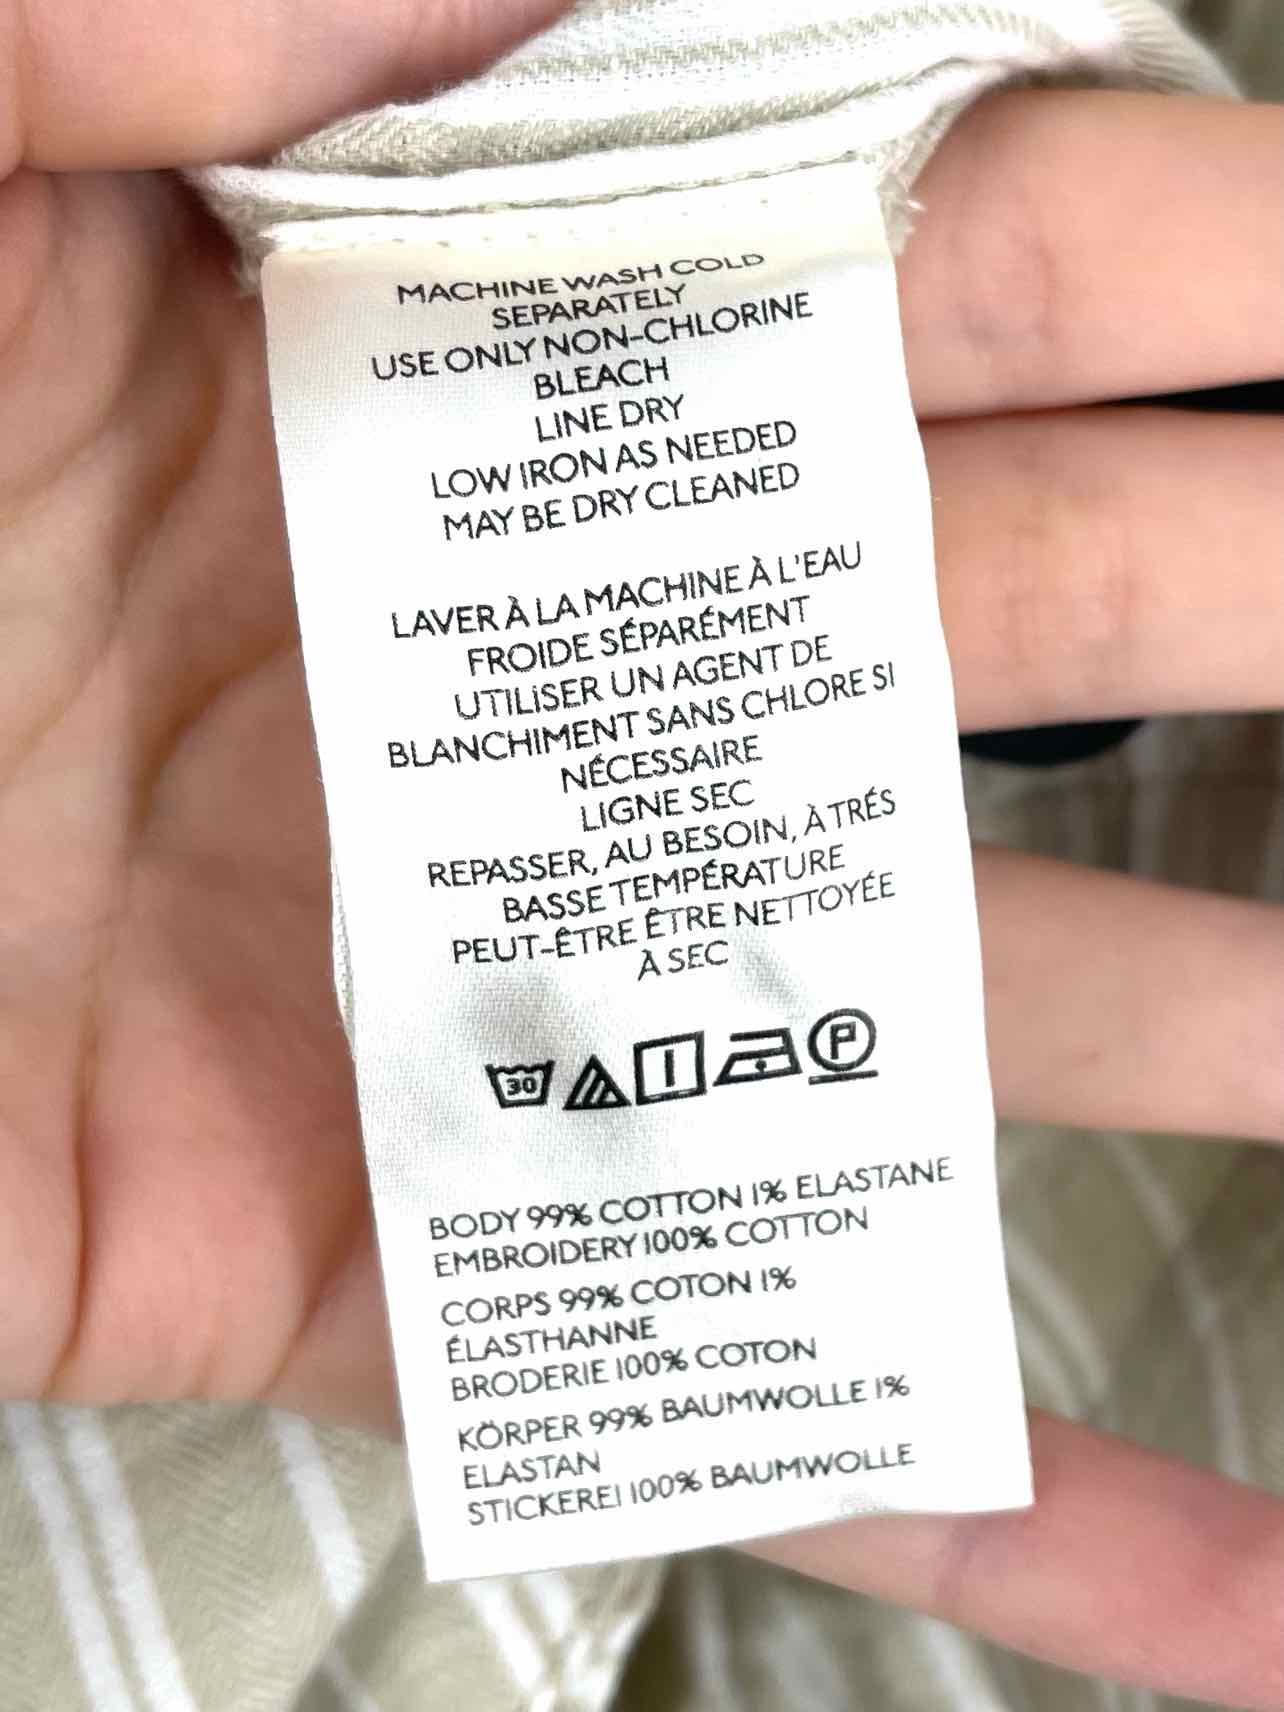 MACHINE WASH COLD
SEPARATELY
USE ONLY NON-CHLORINE
BLEACH
LINE DRY
LOW IRON AS NEEDED
MAY BE DRY CLEANED
LAVER À LA MACHINE À L'EAU
FROIDE SÉPARÉMENT
UTILISER UN AGENT DE
BLANCHIMENT SANS CHLORE SI
NÉCESSAIRE
LIGNE SEC
REPASSER, AU BESOIN, À TRÉS
BASSE TEMPÉRATURE
PEUT-ÊTRE ÊTRE NETTOYÉE
À SEC
30 P
BODY 99% COTTON 1% ELASTANE
EMBROIDERY 100% COTTON
CORPS 99% COTON 1%
ÉLASTHANNE
BRODERIE 100% COTON
KÖRPER 99% BAUMWOLLE 1%
ELASTAN
STICKEREI 100% BAUMWOLLE